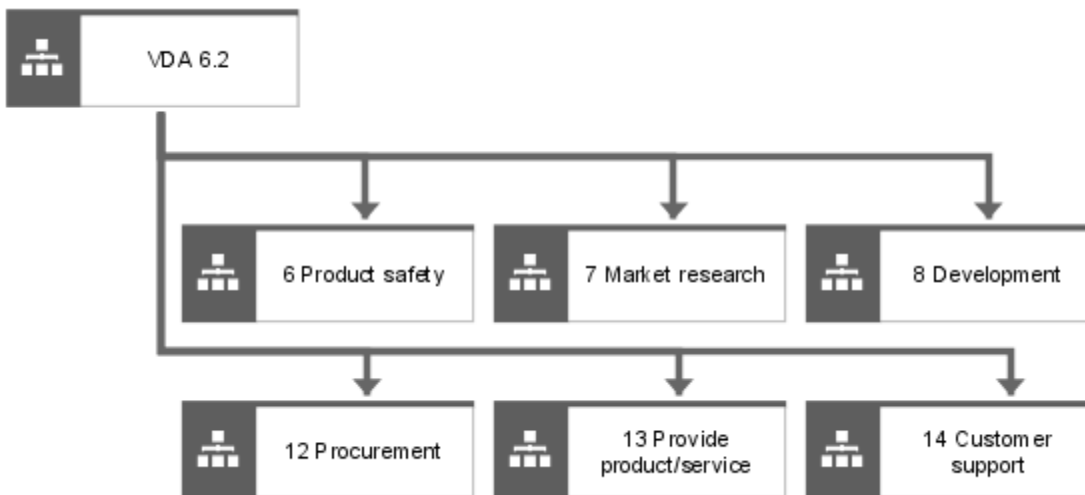 VDA 6.2
6 Product safety
7 Market research
8 Development
12 Procurement
13 Provide
product/service
14 Customer
support